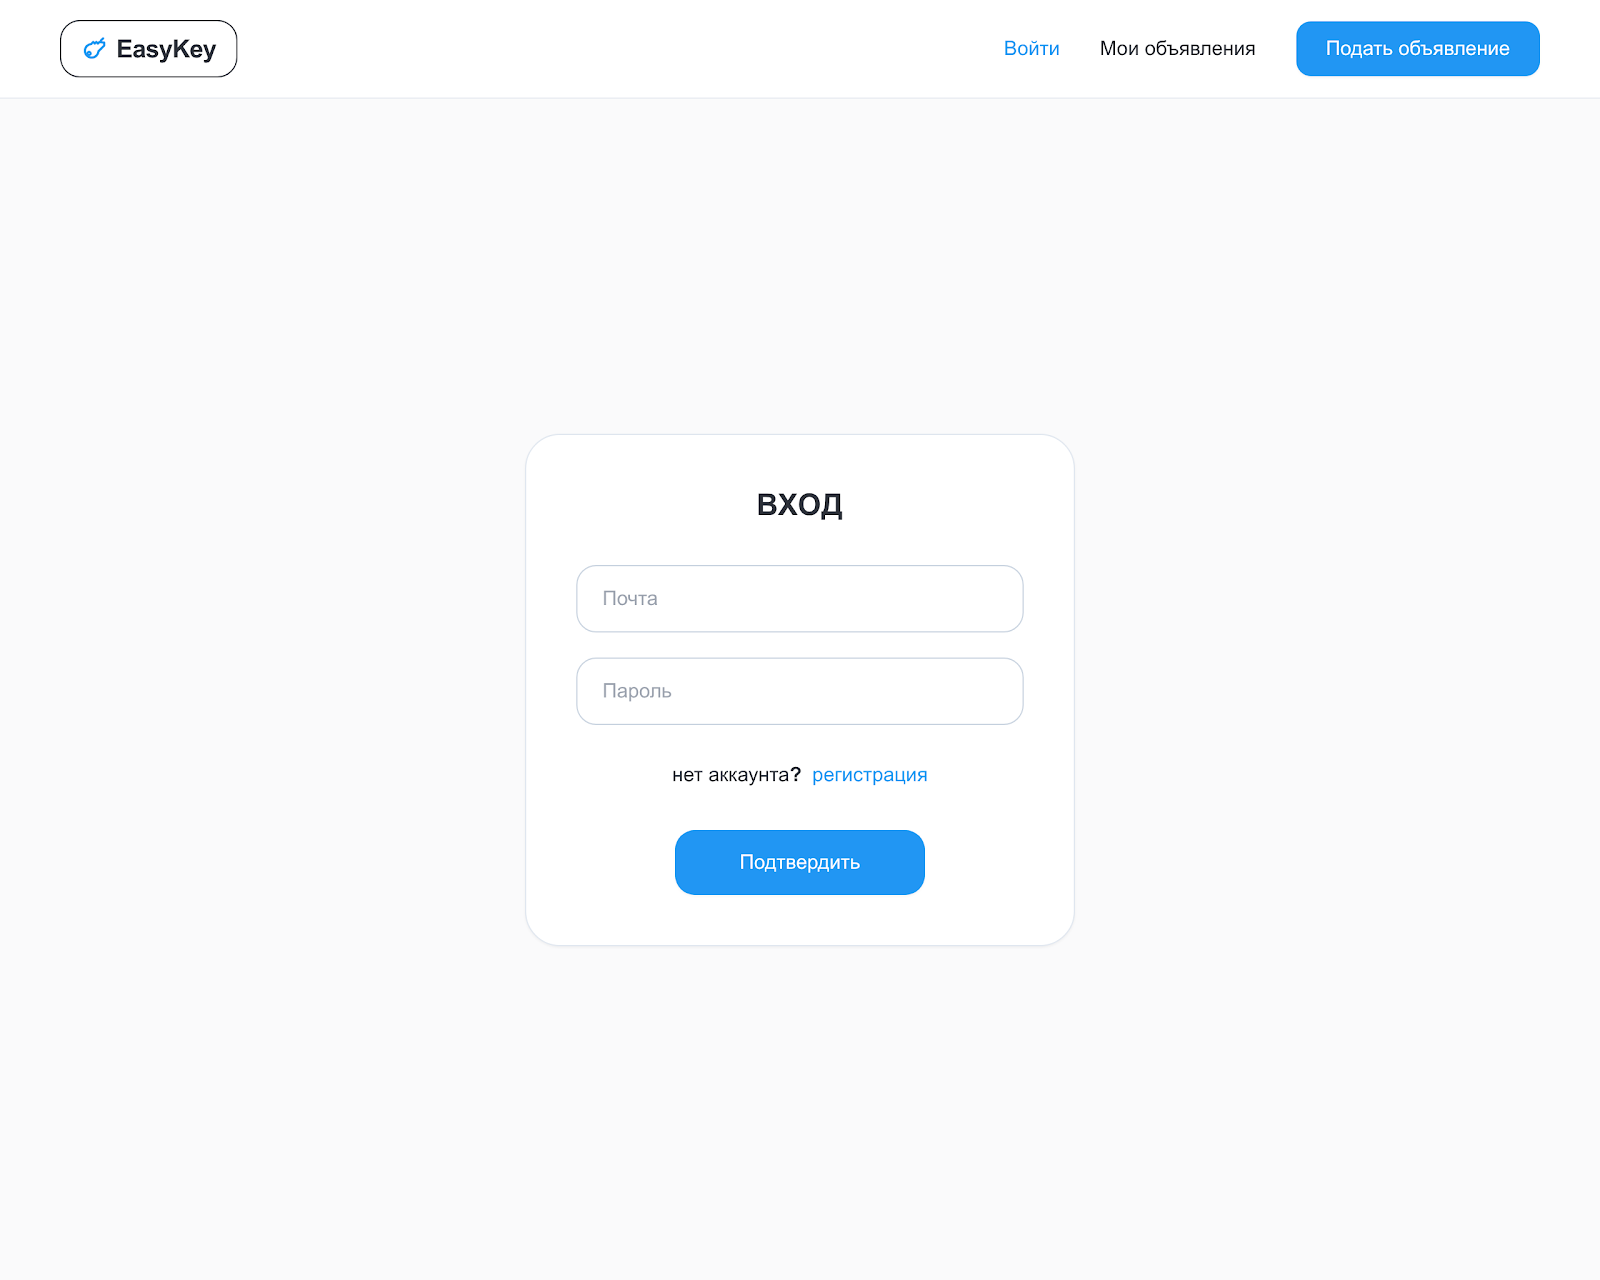 EasyKey
Войти
Мои объявления
Подать объявление
ВХОД
Почта
Пароль
нет аккаунта? регистрация
Подтвердить